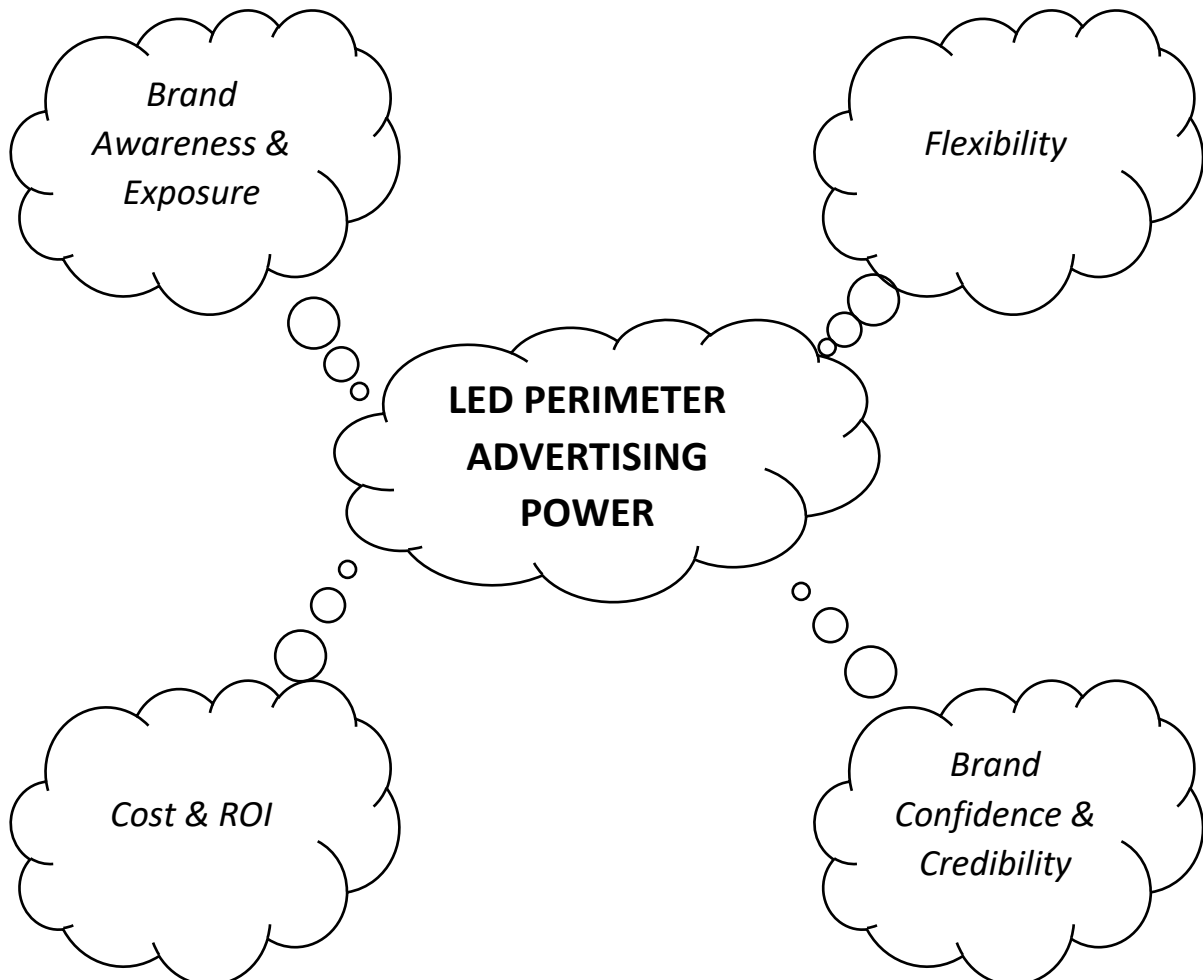 Brand
Awareness &
Exposure
Flexibility
LED PERIMETER
ADVERTISING
POWER
Cost & ROI
Brand
Confidence &
Credibility